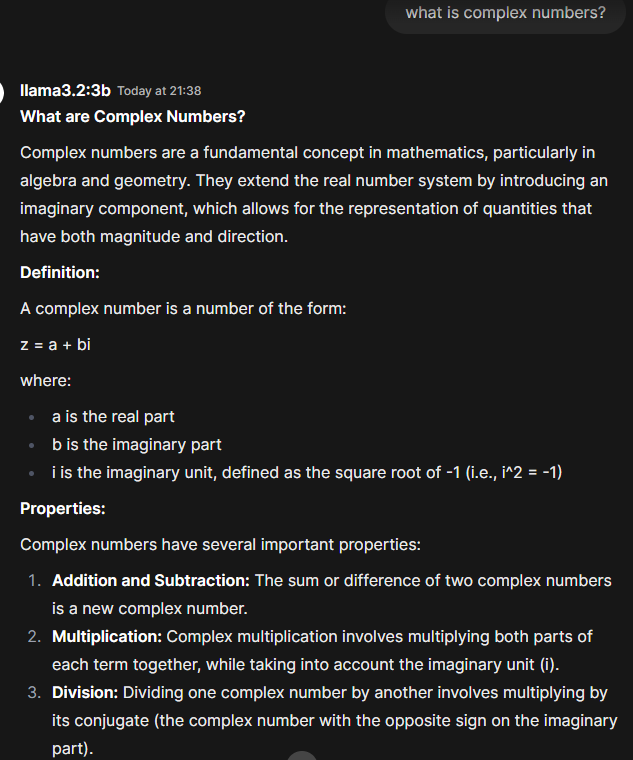 what is complex numbers?
llama3.2:3b Today at 21:38
What are Complex Numbers?
Complex numbers are a fundamental concept in mathematics, particularly in
algebra and geometry. They extend the real number system by introducing an
imaginary component, which allows for the representation of quantities that
have both magnitude and direction.
Definition:
A complex number is a number of the form:
z = a + bi
where:
• a is the real part
• b is the imaginary part
• i is the imaginary unit, defined as the square root of -1 (i.e., i^2 = -1)
Properties:
Complex numbers have several important properties:
1. Addition and Subtraction: The sum or difference of two complex numbers
is a new complex number.
2. Multiplication: Complex multiplication involves multiplying both parts of
each term together, while taking into account the imaginary unit (i).
3. Division: Dividing one complex number by another involves multiplying by
its conjugate (the complex number with the opposite sign on the imaginary
part).